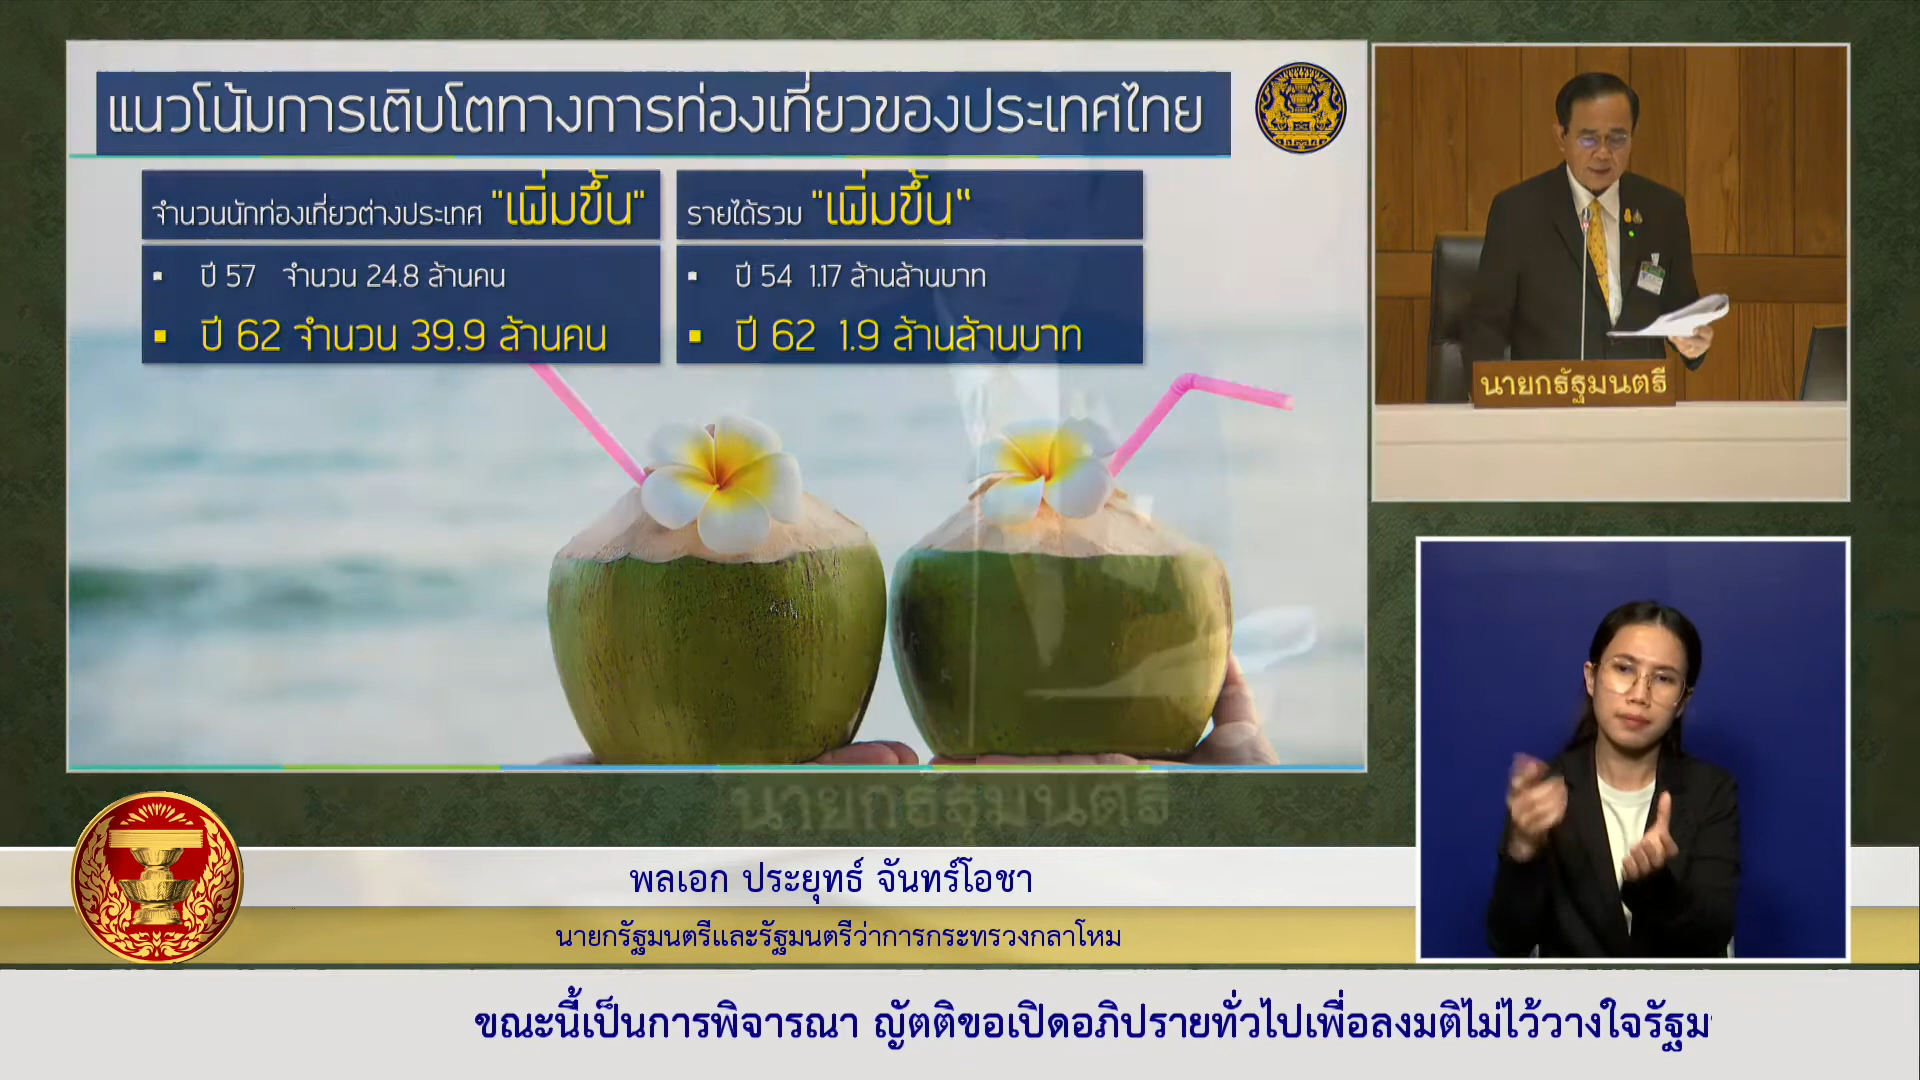 แนวโน้มการเติบโตทางการท่องเที่ยวของประเทศไทย
จำนวนนักท่องเที่ยวต่างประเทศ "เพิ่มขึ้น"
▪ ปี 57 จำนวน 24.8 ล้านคน
▪ ปี 62 จำนวน 39.9 ล้านคน
รายได้รวม "เพิ่มขึ้น“
▪ ปี 54 1.17 ล้านล้านบาท
▪ ปี 62 1.9 ล้านล้านบาท
นายกรัฐมนตรี
นายกรัฐมนตรี
พลเอก ประยุทธ์ จันทร์โอชา
นายกรัฐมนตรีและรัฐมนตรีว่าการกระทรวงกลาโหม
ขณะนี้เป็นการพิจารณา ญัตติขอเปิดอภิปรายทั่วไปเพื่อลงมติไม่ไว้วางใจรัฐม